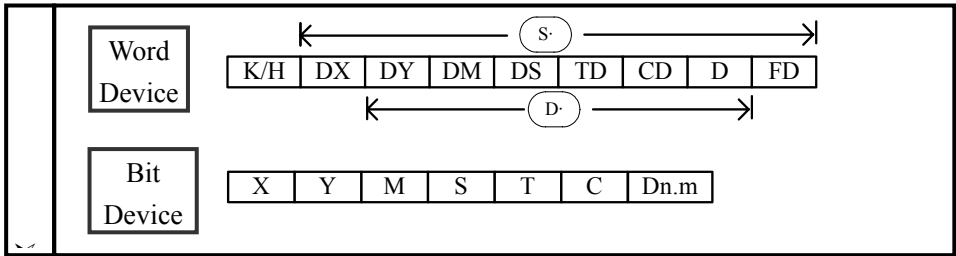 S·
Word Device
K/H DX DY DM DS TD CD D FD
D·
Bit Device
X Y M S T C Dn.m